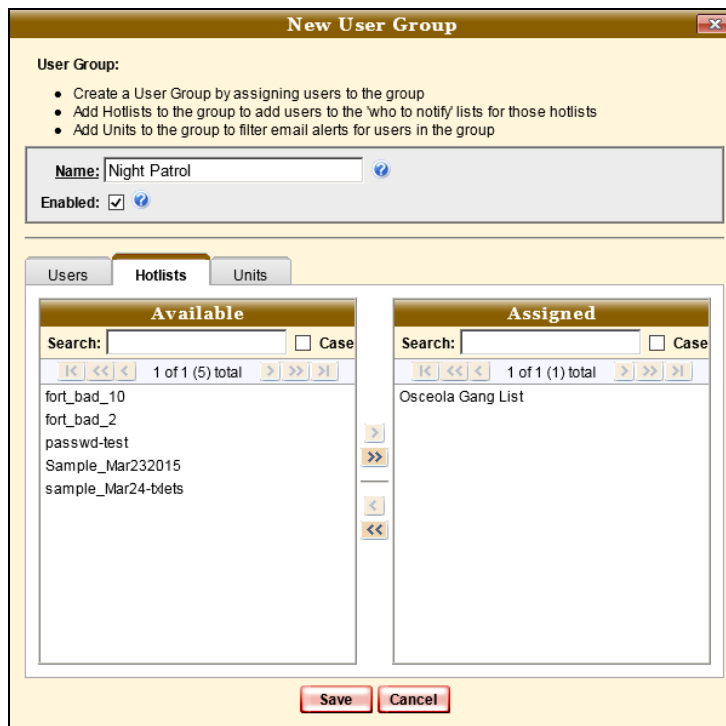 New User Group
User Group:
• Create a User Group by assigning users to the group
• Add Hotlists to the group to add users to the 'who to notify' lists for those hotlists
• Add Units to the group to filter email alerts for users in the group
Name: Night Patrol
Enabled:
Users Hotlists Units
Available
Search: Case
1 of 1 (5) total
fort_bad_10
fort_bad_2
passwd-test
Sample_Mar232015
sample_Mar24-txlets
Assigned
Search: Case
1 of 1 (1) total
Osceola Gang List
Save Cancel